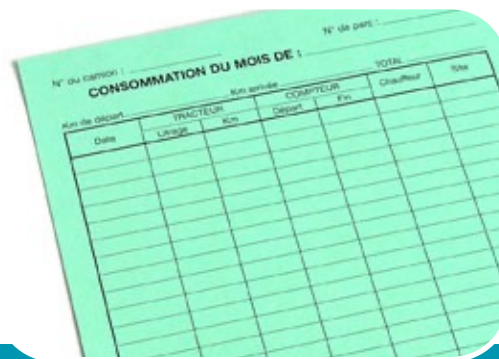 N° du camion : N° de parc :
CONSOMMATION DU MOIS DE :
Km de départ Km arrivée TOTAL
Date TRACTEUR COMPTEUR Chauffeur Site
Litrage Km Départ Fin